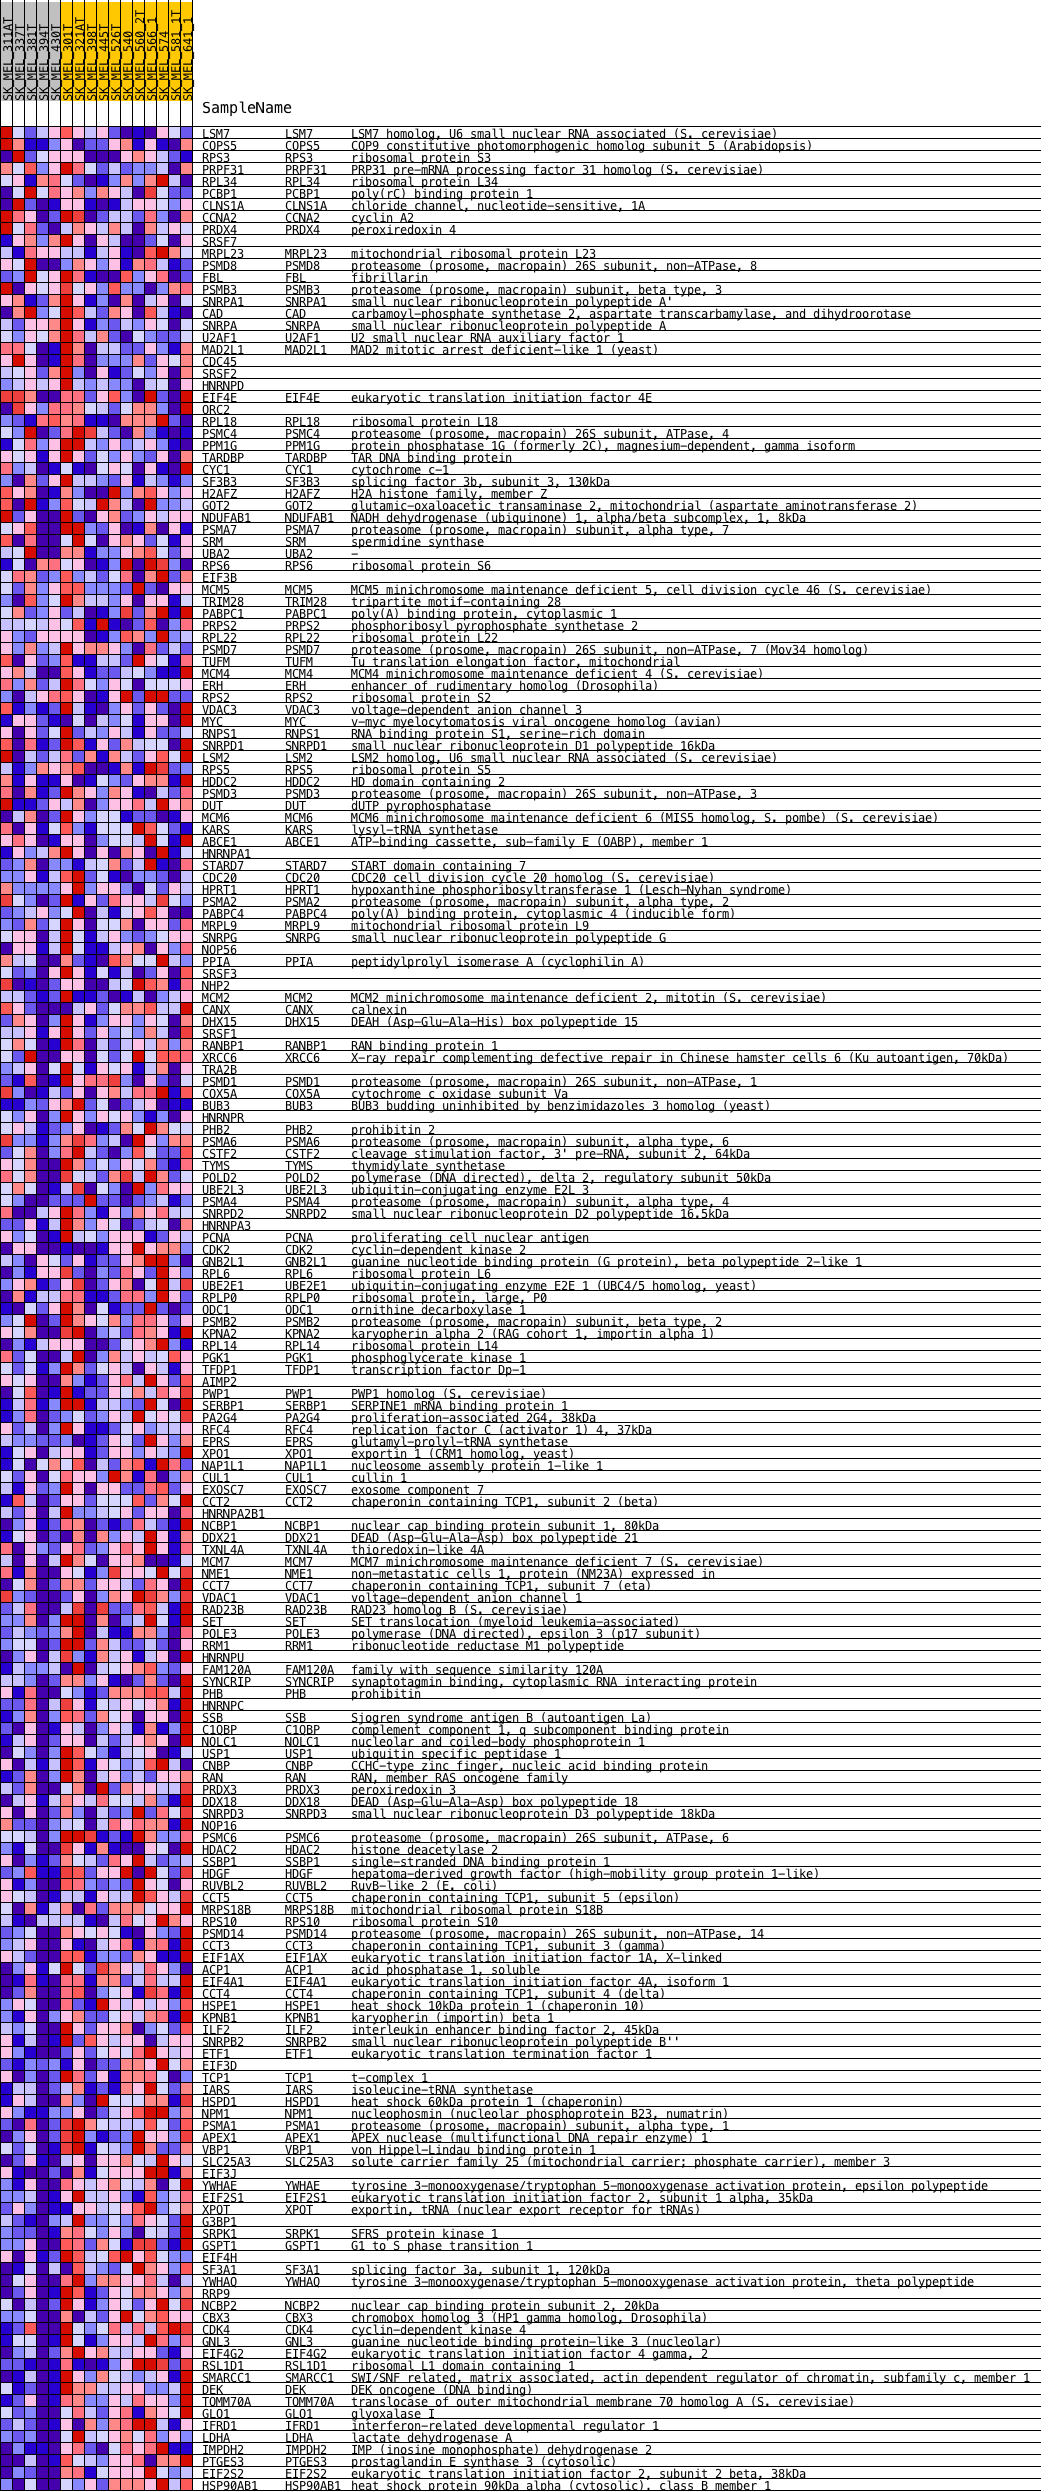 SK_MEL_311AT
SK_MEL_337T
SK_MEL_381T
SK_MEL_394T
SK_MEL_430T
SK_MEL_301T
SK_MEL_321AT
SK_MEL_398T
SK_MEL_445T
SK_MEL_526T
SK_MEL_540
SK_MEL_560_2T
SK_MEL_566_1
SK_MEL_574
SK_MEL_581_1T
SK_MEL_641_1
SampleName
LSM7 LSM7 LSM7 homolog, U6 small nuclear RNA associated (S. cerevisiae)
COPS5 COPS5 COP9 constitutive photomorphogenic homolog subunit 5 (Arabidopsis)
RPS3 RPS3 ribosomal protein S3
PRPF31 PRPF31 PRP31 pre-mRNA processing factor 31 homolog (S. cerevisiae)
RPL34 RPL34 ribosomal protein L34
PCBP1 PCBP1 poly(rC) binding protein 1
CLNS1A CLNS1A chloride channel, nucleotide-sensitive, 1A
CCNA2 CCNA2 cyclin A2
PRDX4 PRDX4 peroxiredoxin 4
SRSF7
MRPL23 MRPL23 mitochondrial ribosomal protein L23
PSMD8 PSMD8 proteasome (prosome, macropain) 26S subunit, non-ATPase, 8
FBL FBL fibrillarin
PSMB3 PSMB3 proteasome (prosome, macropain) subunit, beta type, 3
SNRPA1 SNRPA1 small nuclear ribonucleoprotein polypeptide A'
CAD CAD carbamoyl-phosphate synthetase 2, aspartate transcarbamylase, and dihydroorotase
SNRPA SNRPA small nuclear ribonucleoprotein polypeptide A
U2AF1 U2AF1 U2 small nuclear RNA auxiliary factor 1
MAD2L1 MAD2L1 MAD2 mitotic arrest deficient-like 1 (yeast)
CDC45
SRSF2
HNRNPD
EIF4E EIF4E eukaryotic translation initiation factor 4E
ORC2
RPL18 RPL18 ribosomal protein L18
PSMC4 PSMC4 proteasome (prosome, macropain) 26S subunit, ATPase, 4
PPM1G PPM1G protein phosphatase 1G (formerly 2C), magnesium-dependent, gamma isoform
TARDBP TARDBP TAR DNA binding protein
CYC1 CYC1 cytochrome c-1
SF3B3 SF3B3 splicing factor 3b, subunit 3, 130kDa
H2AFZ H2AFZ H2A histone family, member Z
GOT2 GOT2 glutamic-oxaloacetic transaminase 2, mitochondrial (aspartate aminotransferase 2)
NDUFAB1 NDUFAB1 NADH dehydrogenase (ubiquinone) 1, alpha/beta subcomplex, 1, 8kDa
PSMA7 PSMA7 proteasome (prosome, macropain) subunit, alpha type, 7
SRM SRM spermidine synthase
UBA2 UBA2 -
RPS6 RPS6 ribosomal protein S6
EIF3B
MCM5 MCM5 MCM5 minichromosome maintenance deficient 5, cell division cycle 46 (S. cerevisiae)
TRIM28 TRIM28 tripartite motif-containing 28
PABPC1 PABPC1 poly(A) binding protein, cytoplasmic 1
PRPS2 PRPS2 phosphoribosyl pyrophosphate synthetase 2
RPL22 RPL22 ribosomal protein L22
PSMD7 PSMD7 proteasome (prosome, macropain) 26S subunit, non-ATPase, 7 (Mov34 homolog)
TUFM TUFM Tu translation elongation factor, mitochondrial
MCM4 MCM4 MCM4 minichromosome maintenance deficient 4 (S. cerevisiae)
ERH ERH enhancer of rudimentary homolog (Drosophila)
RPS2 RPS2 ribosomal protein S2
VDAC3 VDAC3 voltage-dependent anion channel 3
MYC MYC v-myc myelocytomatosis viral oncogene homolog (avian)
RNPS1 RNPS1 RNA binding protein S1, serine-rich domain
SNRPD1 SNRPD1 small nuclear ribonucleoprotein D1 polypeptide 16kDa
LSM2 LSM2 LSM2 homolog, U6 small nuclear RNA associated (S. cerevisiae)
RPS5 RPS5 ribosomal protein S5
HDDC2 HDDC2 HD domain containing 2
PSMD3 PSMD3 proteasome (prosome, macropain) 26S subunit, non-ATPase, 3
DUT DUT dUTP pyrophosphatase
MCM6 MCM6 MCM6 minichromosome maintenance deficient 6 (MIS5 homolog, S. pombe) (S. cerevisiae)
KARS KARS lysyl-tRNA synthetase
ABCE1 ABCE1 ATP-binding cassette, sub-family E (OABP), member 1
HNRNPA1
STARD7 STARD7 START domain containing 7
CDC20 CDC20 CDC20 cell division cycle 20 homolog (S. cerevisiae)
HPRT1 HPRT1 hypoxanthine phosphoribosyltransferase 1 (Lesch-Nyhan syndrome)
PSMA2 PSMA2 proteasome (prosome, macropain) subunit, alpha type, 2
PABPC4 PABPC4 poly(A) binding protein, cytoplasmic 4 (inducible form)
MRPL9 MRPL9 mitochondrial ribosomal protein L9
SNRPG SNRPG small nuclear ribonucleoprotein polypeptide G
NOP56
PPIA PPIA peptidylprolyl isomerase A (cyclophilin A)
SRSF3
NHP2
MCM2 MCM2 MCM2 minichromosome maintenance deficient 2, mitotin (S. cerevisiae)
CANX CANX calnexin
DHX15 DHX15 DEAH (Asp-Glu-Ala-His) box polypeptide 15
SRSF1
RANBP1 RANBP1 RAN binding protein 1
XRCC6 XRCC6 X-ray repair complementing defective repair in Chinese hamster cells 6 (Ku autoantigen, 70kDa)
TRA2B
PSMD1 PSMD1 proteasome (prosome, macropain) 26S subunit, non-ATPase, 1
COX5A COX5A cytochrome c oxidase subunit Va
BUB3 BUB3 BUB3 budding uninhibited by benzimidazoles 3 homolog (yeast)
HNRNPR
PHB2 PHB2 prohibitin 2
PSMA6 PSMA6 proteasome (prosome, macropain) subunit, alpha type, 6
CSTF2 CSTF2 cleavage stimulation factor, 3' pre-RNA, subunit 2, 64kDa
TYMS TYMS thymidylate synthetase
POLD2 POLD2 polymerase (DNA directed), delta 2, regulatory subunit 50kDa
UBE2L3 UBE2L3 ubiquitin-conjugating enzyme E2L 3
PSMA4 PSMA4 proteasome (prosome, macropain) subunit, alpha type, 4
SNRPD2 SNRPD2 small nuclear ribonucleoprotein D2 polypeptide 16.5kDa
HNRNPA3
PCNA PCNA proliferating cell nuclear antigen
CDK2 CDK2 cyclin-dependent kinase 2
GNB2L1 GNB2L1 guanine nucleotide binding protein (G protein), beta polypeptide 2-like 1
RPL6 RPL6 ribosomal protein L6
UBE2E1 UBE2E1 ubiquitin-conjugating enzyme E2E 1 (UBC4/5 homolog, yeast)
RPLP0 RPLP0 ribosomal protein, large, P0
ODC1 ODC1 ornithine decarboxylase 1
PSMB2 PSMB2 proteasome (prosome, macropain) subunit, beta type, 2
KPNA2 KPNA2 karyopherin alpha 2 (RAG cohort 1, importin alpha 1)
RPL14 RPL14 ribosomal protein L14
PGK1 PGK1 phosphoglycerate kinase 1
TFDP1 TFDP1 transcription factor Dp-1
AIMP2
PWP1 PWP1 PWP1 homolog (S. cerevisiae)
SERBP1 SERBP1 SERPINE1 mRNA binding protein 1
PA2G4 PA2G4 proliferation-associated 2G4, 38kDa
RFC4 RFC4 replication factor C (activator 1) 4, 37kDa
EPRS EPRS glutamyl-prolyl-tRNA synthetase
XPO1 XPO1 exportin 1 (CRM1 homolog, yeast)
NAP1L1 NAP1L1 nucleosome assembly protein 1-like 1
CUL1 CUL1 cullin 1
EXOSC7 EXOSC7 exosome component 7
CCT2 CCT2 chaperonin containing TCP1, subunit 2 (beta)
HNRNPA2B1
NCBP1 NCBP1 nuclear cap binding protein subunit 1, 80kDa
DDX21 DDX21 DEAD (Asp-Glu-Ala-Asp) box polypeptide 21
TXNL4A TXNL4A thioredoxin-like 4A
MCM7 MCM7 MCM7 minichromosome maintenance deficient 7 (S. cerevisiae)
NME1 NME1 non-metastatic cells 1, protein (NM23A) expressed in
CCT7 CCT7 chaperonin containing TCP1, subunit 7 (eta)
VDAC1 VDAC1 voltage-dependent anion channel 1
RAD23B RAD23B RAD23 homolog B (S. cerevisiae)
SET SET SET translocation (myeloid leukemia-associated)
POLE3 POLE3 polymerase (DNA directed), epsilon 3 (p17 subunit)
RRM1 RRM1 ribonucleotide reductase M1 polypeptide
HNRNPU
FAM120A FAM120A family with sequence similarity 120A
SYNCRIP SYNCRIP synaptotagmin binding, cytoplasmic RNA interacting protein
PHB PHB prohibitin
HNRNPC
SSB SSB Sjogren syndrome antigen B (autoantigen La)
C1QBP C1QBP complement component 1, q subcomponent binding protein
NOLC1 NOLC1 nucleolar and coiled-body phosphoprotein 1
USP1 USP1 ubiquitin specific peptidase 1
CNBP CNBP CCHC-type zinc finger, nucleic acid binding protein
RAN RAN RAN, member RAS oncogene family
PRDX3 PRDX3 peroxiredoxin 3
DDX18 DDX18 DEAD (Asp-Glu-Ala-Asp) box polypeptide 18
SNRPD3 SNRPD3 small nuclear ribonucleoprotein D3 polypeptide 18kDa
NOP16
PSMC6 PSMC6 proteasome (prosome, macropain) 26S subunit, ATPase, 6
HDAC2 HDAC2 histone deacetylase 2
SSBP1 SSBP1 single-stranded DNA binding protein 1
HDGF HDGF hepatoma-derived growth factor (high-mobility group protein 1-like)
RUVBL2 RUVBL2 RuvB-like 2 (E. coli)
CCT5 CCT5 chaperonin containing TCP1, subunit 5 (epsilon)
MRPS18B MRPS18B mitochondrial ribosomal protein S18B
RPS10 RPS10 ribosomal protein S10
PSMD14 PSMD14 proteasome (prosome, macropain) 26S subunit, non-ATPase, 14
CCT3 CCT3 chaperonin containing TCP1, subunit 3 (gamma)
EIF1AX EIF1AX eukaryotic translation initiation factor 1A, X-linked
ACP1 ACP1 acid phosphatase 1, soluble
EIF4A1 EIF4A1 eukaryotic translation initiation factor 4A, isoform 1
CCT4 CCT4 chaperonin containing TCP1, subunit 4 (delta)
HSPE1 HSPE1 heat shock 10kDa protein 1 (chaperonin 10)
KPNB1 KPNB1 karyopherin (importin) beta 1
ILF2 ILF2 interleukin enhancer binding factor 2, 45kDa
SNRPB2 SNRPB2 small nuclear ribonucleoprotein polypeptide B''
ETF1 ETF1 eukaryotic translation termination factor 1
EIF3D
TCP1 TCP1 t-complex 1
IARS IARS isoleucine-tRNA synthetase
HSPD1 HSPD1 heat shock 60kDa protein 1 (chaperonin)
NPM1 NPM1 nucleophosmin (nucleolar phosphoprotein B23, numatrin)
PSMA1 PSMA1 proteasome (prosome, macropain) subunit, alpha type, 1
APEX1 APEX1 APEX nuclease (multifunctional DNA repair enzyme) 1
VBP1 VBP1 von Hippel-Lindau binding protein 1
SLC25A3 SLC25A3 solute carrier family 25 (mitochondrial carrier; phosphate carrier), member 3
EIF3J
YWHAE YWHAE tyrosine 3-monooxygenase/tryptophan 5-monooxygenase activation protein, epsilon polypeptide
EIF2S1 EIF2S1 eukaryotic translation initiation factor 2, subunit 1 alpha, 35kDa
XPOT XPOT exportin, tRNA (nuclear export receptor for tRNAs)
G3BP1
SRPK1 SRPK1 SFRS protein kinase 1
GSPT1 GSPT1 G1 to S phase transition 1
EIF4H
SF3A1 SF3A1 splicing factor 3a, subunit 1, 120kDa
YWHAQ YWHAQ tyrosine 3-monooxygenase/tryptophan 5-monooxygenase activation protein, theta polypeptide
RRP9
NCBP2 NCBP2 nuclear cap binding protein subunit 2, 20kDa
CBX3 CBX3 chromobox homolog 3 (HP1 gamma homolog, Drosophila)
CDK4 CDK4 cyclin-dependent kinase 4
GNL3 GNL3 guanine nucleotide binding protein-like 3 (nucleolar)
EIF4G2 EIF4G2 eukaryotic translation initiation factor 4 gamma, 2
RSL1D1 RSL1D1 ribosomal L1 domain containing 1
SMARCC1 SMARCC1 SWI/SNF related, matrix associated, actin dependent regulator of chromatin, subfamily c, member 1
DEK DEK DEK oncogene (DNA binding)
TOMM70A TOMM70A translocase of outer mitochondrial membrane 70 homolog A (S. cerevisiae)
GLO1 GLO1 glyoxalase I
IFRD1 IFRD1 interferon-related developmental regulator 1
LDHA LDHA lactate dehydrogenase A
IMPDH2 IMPDH2 IMP (inosine monophosphate) dehydrogenase 2
PTGES3 PTGES3 prostaglandin E synthase 3 (cytosolic)
EIF2S2 EIF2S2 eukaryotic translation initiation factor 2, subunit 2 beta, 38kDa
HSP90AB1 HSP90AB1 heat shock protein 90kDa alpha (cytosolic), class B member 1